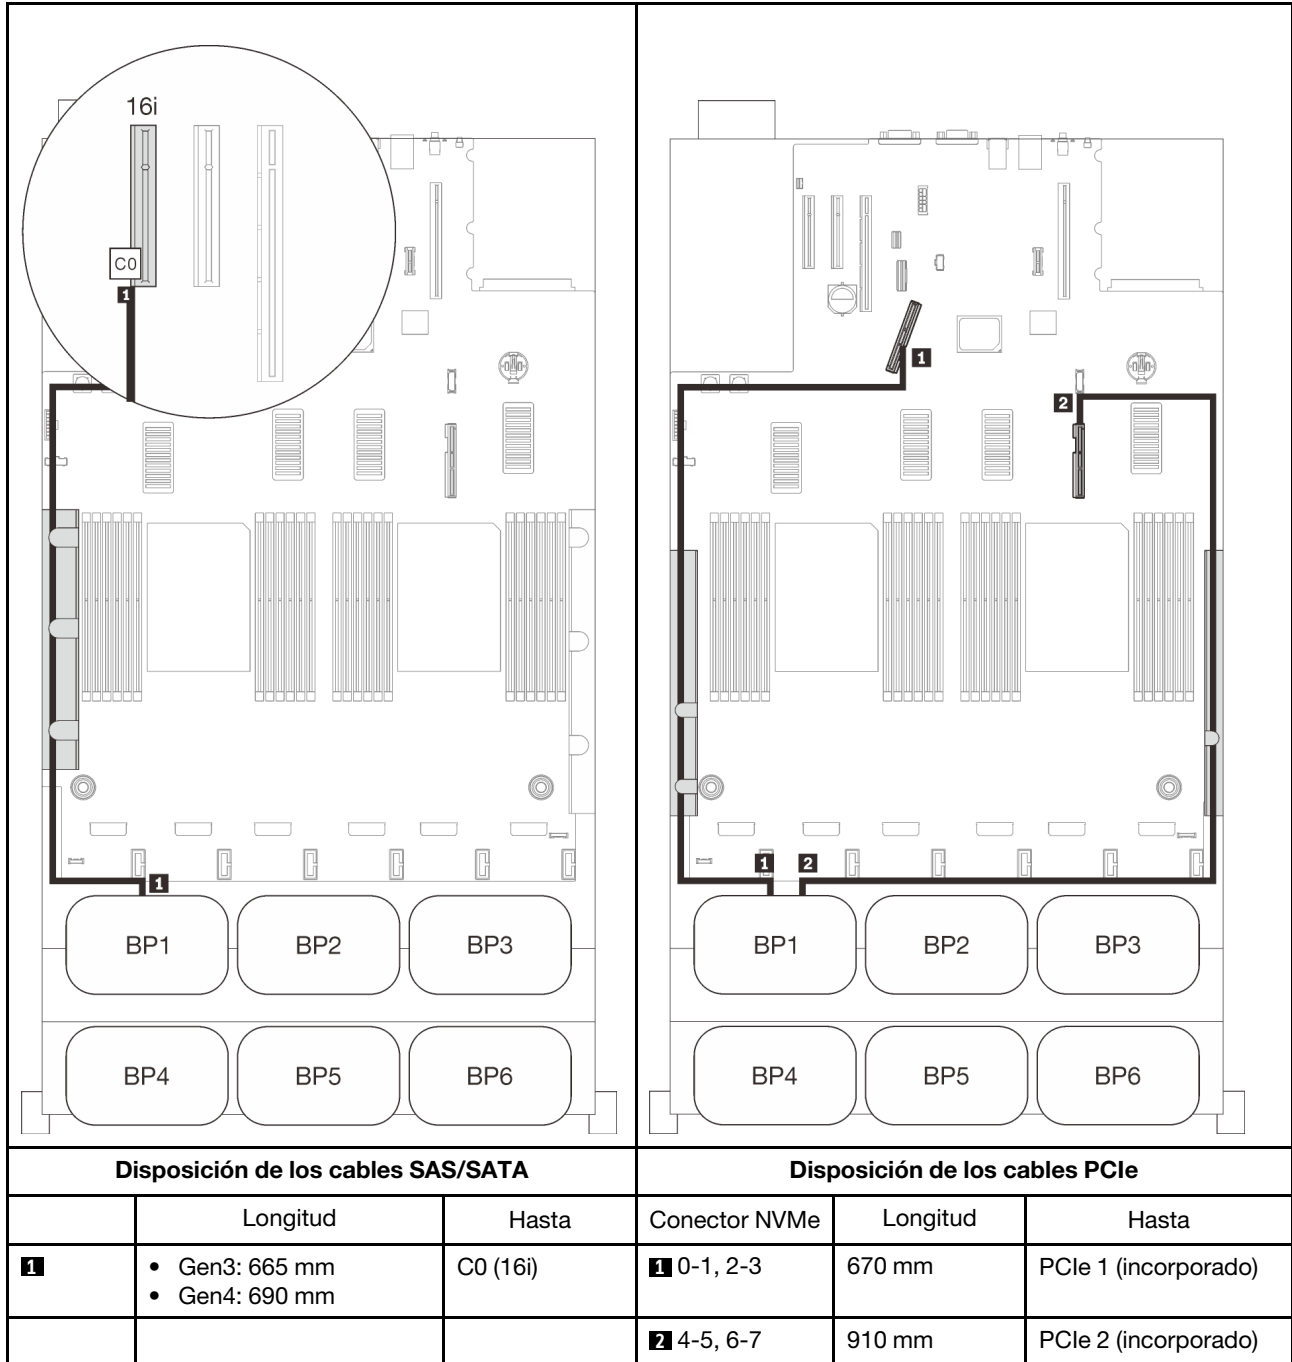 16i
C0
1
1
BP1 BP2 BP3
BP4 BP5 BP6
1
2
1 2
BP1 BP2 BP3
BP4 BP5 BP6
Disposición de los cables SAS/SATA
Longitud Hasta
1 • Gen3: 665 mm C0 (16i)
• Gen4: 690 mm
Disposición de los cables PCIe
Conector NVMe Longitud Hasta
1 0-1, 2-3 670 mm PCIe 1 (incorporado)
2 4-5, 6-7 910 mm PCIe 2 (incorporado)